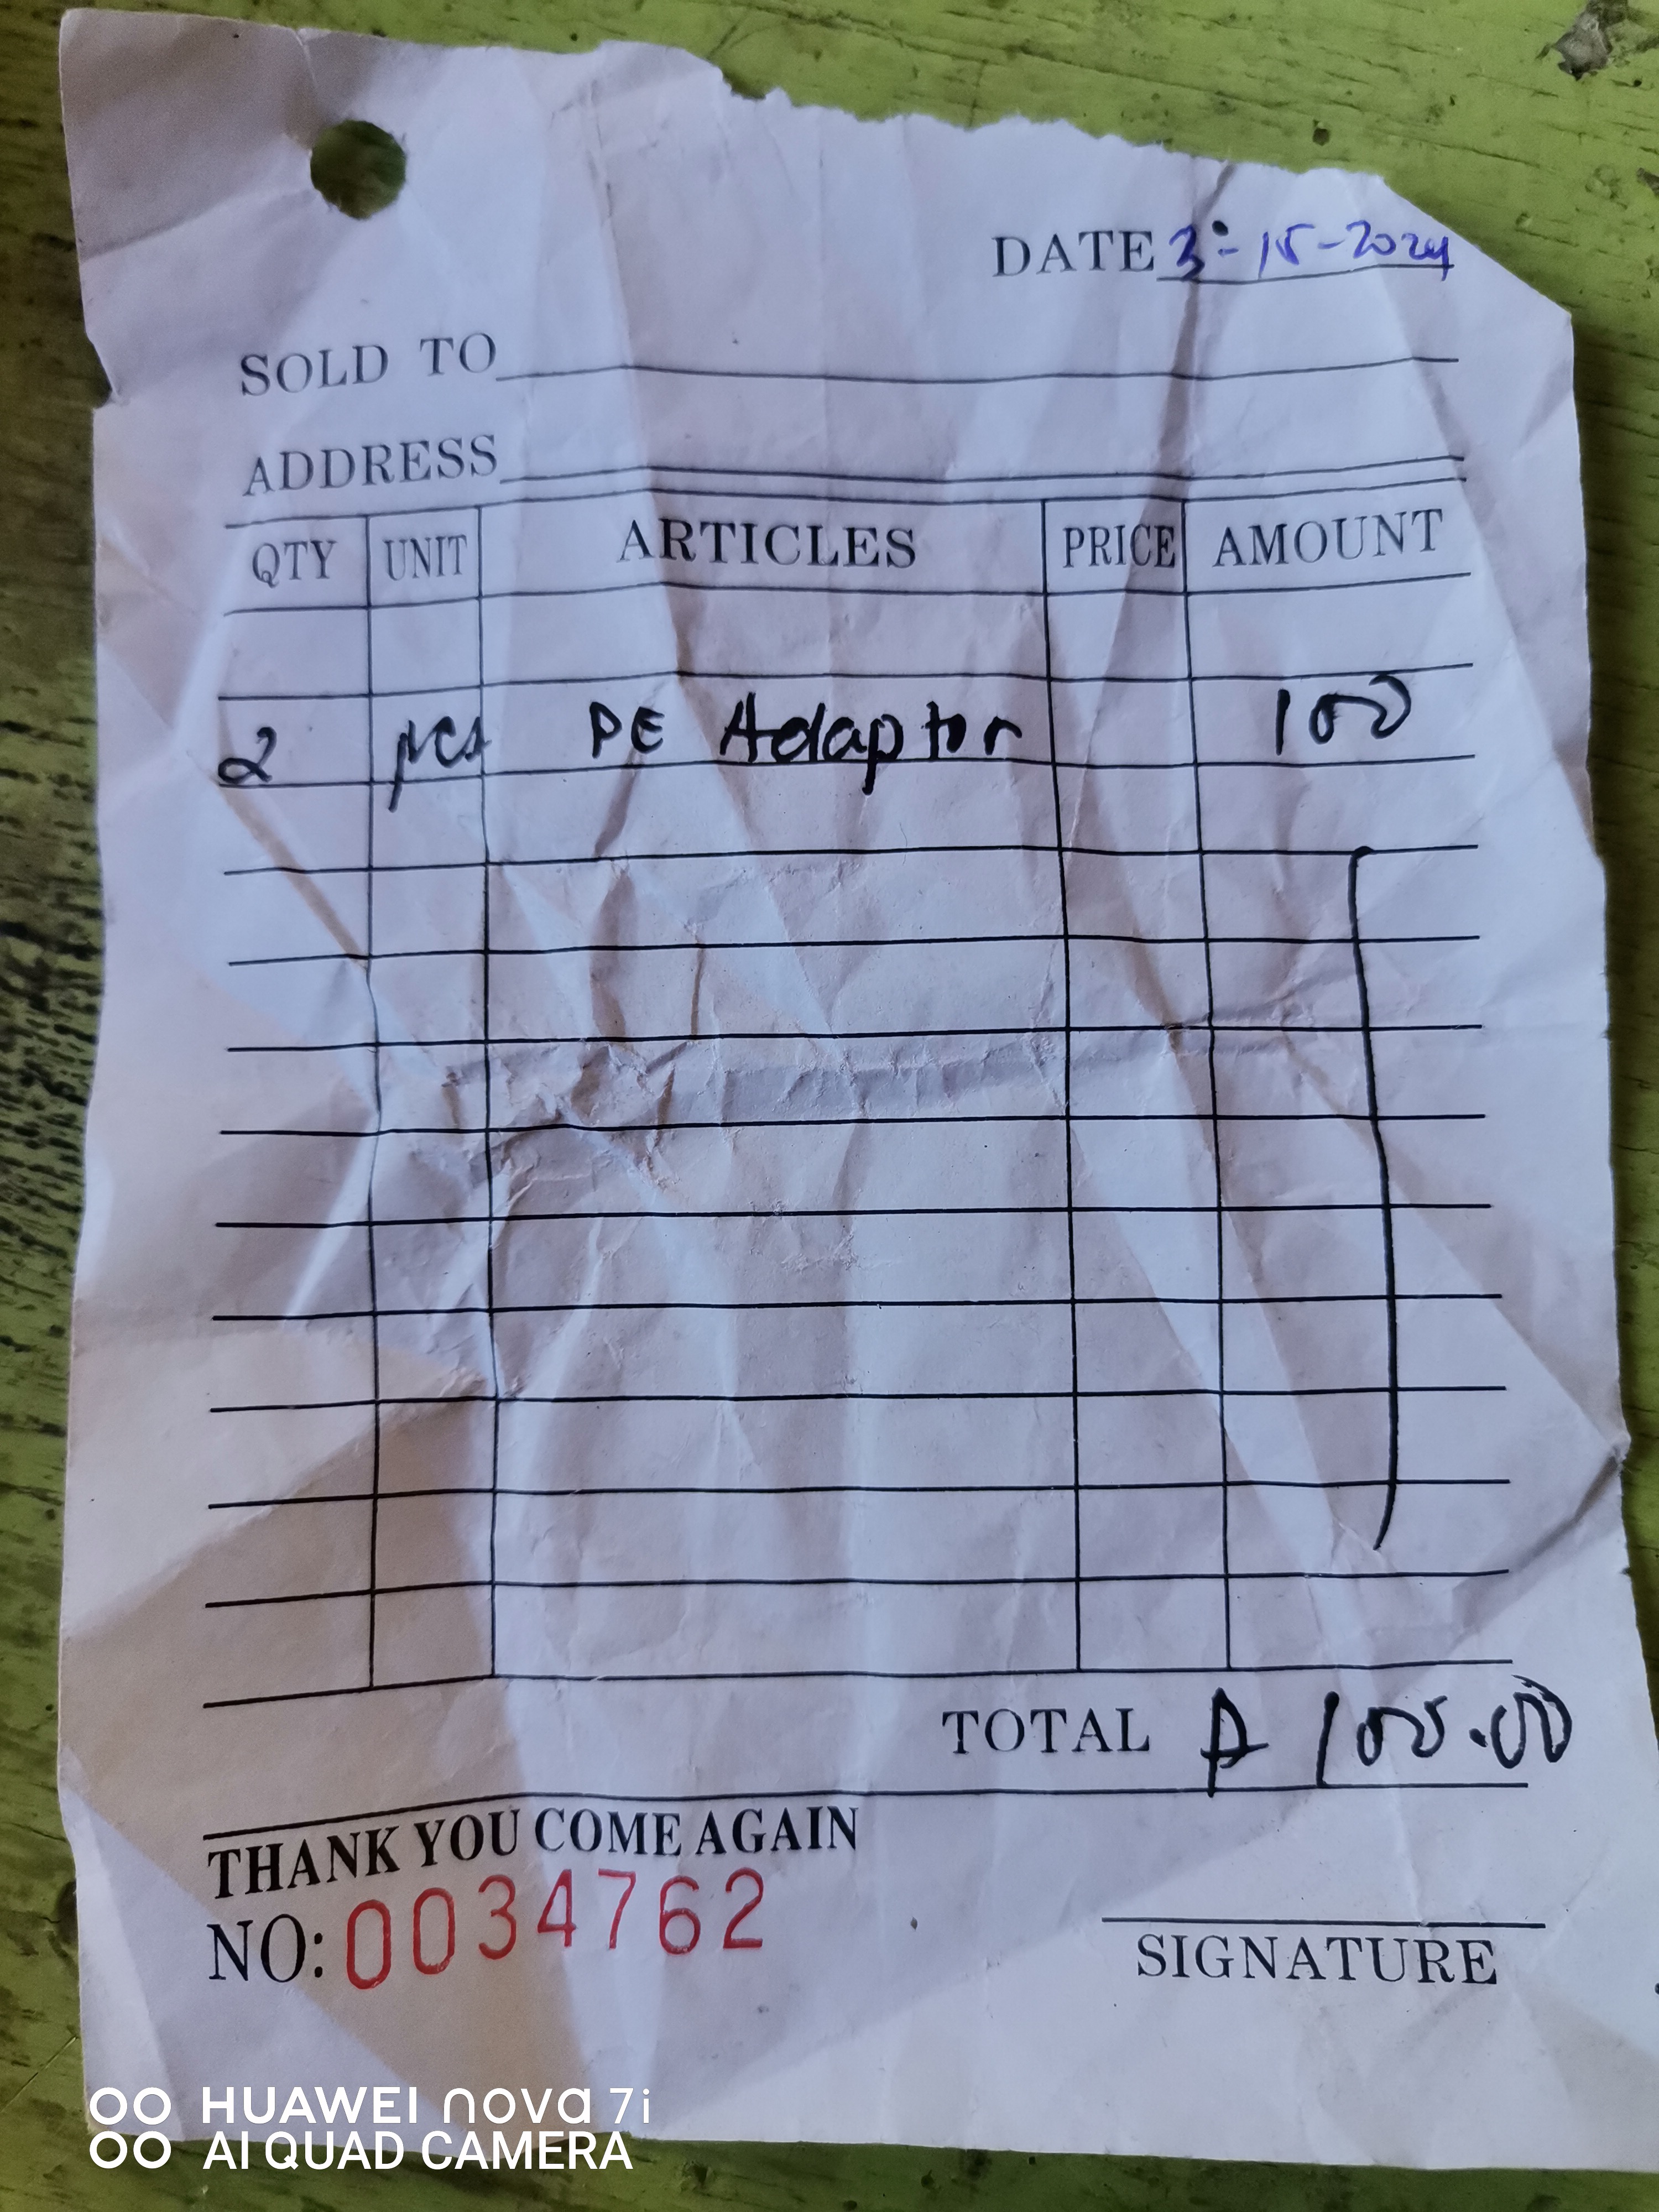 DATE 3-15-2024
SOLD TO
ADDRESS
QTY UNIT ARTICLES PRICE AMOUNT
2 pcs PE Adaptor 100
TOTAL ₱ 100.00
THANK YOU COME AGAIN
NO: 0034762
SIGNATURE
HUAWEI nova 7i
AI QUAD CAMERA